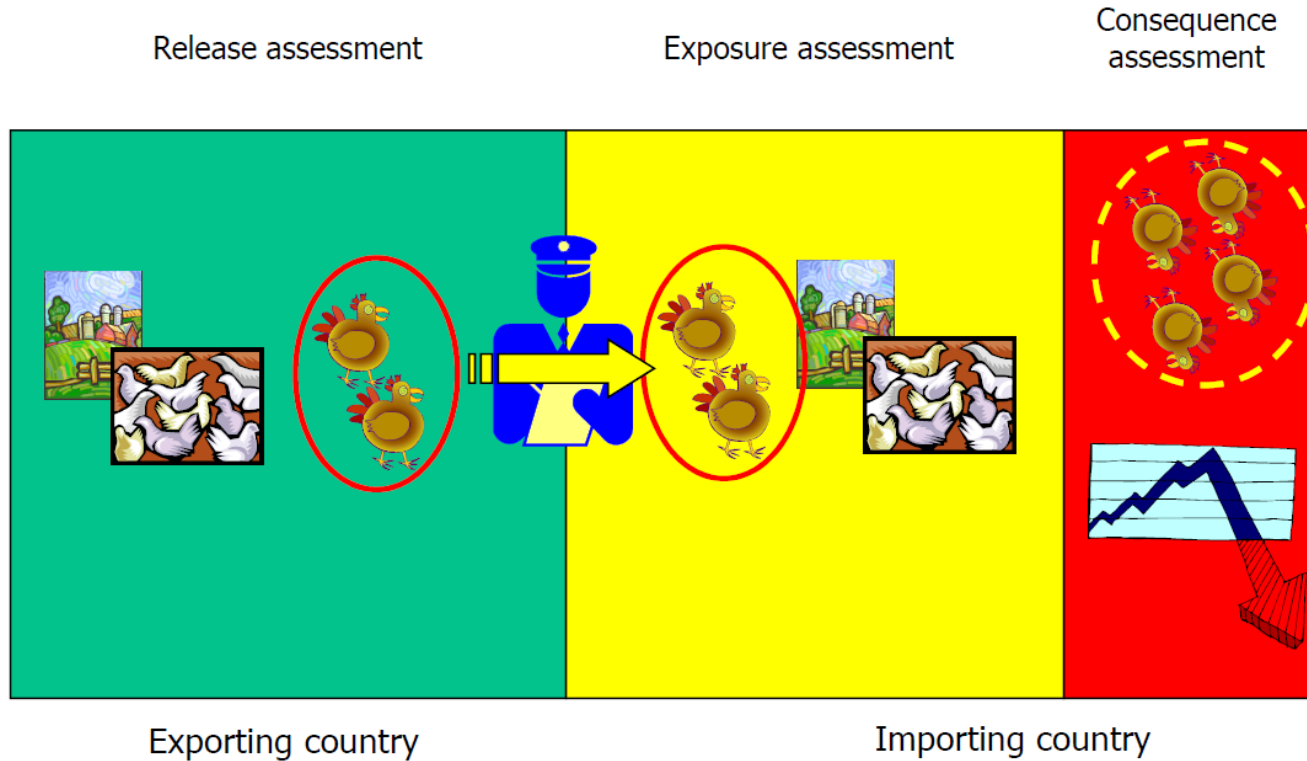 Release assessment
Exposure assessment
Consequence
assessment
Exporting country
Importing country